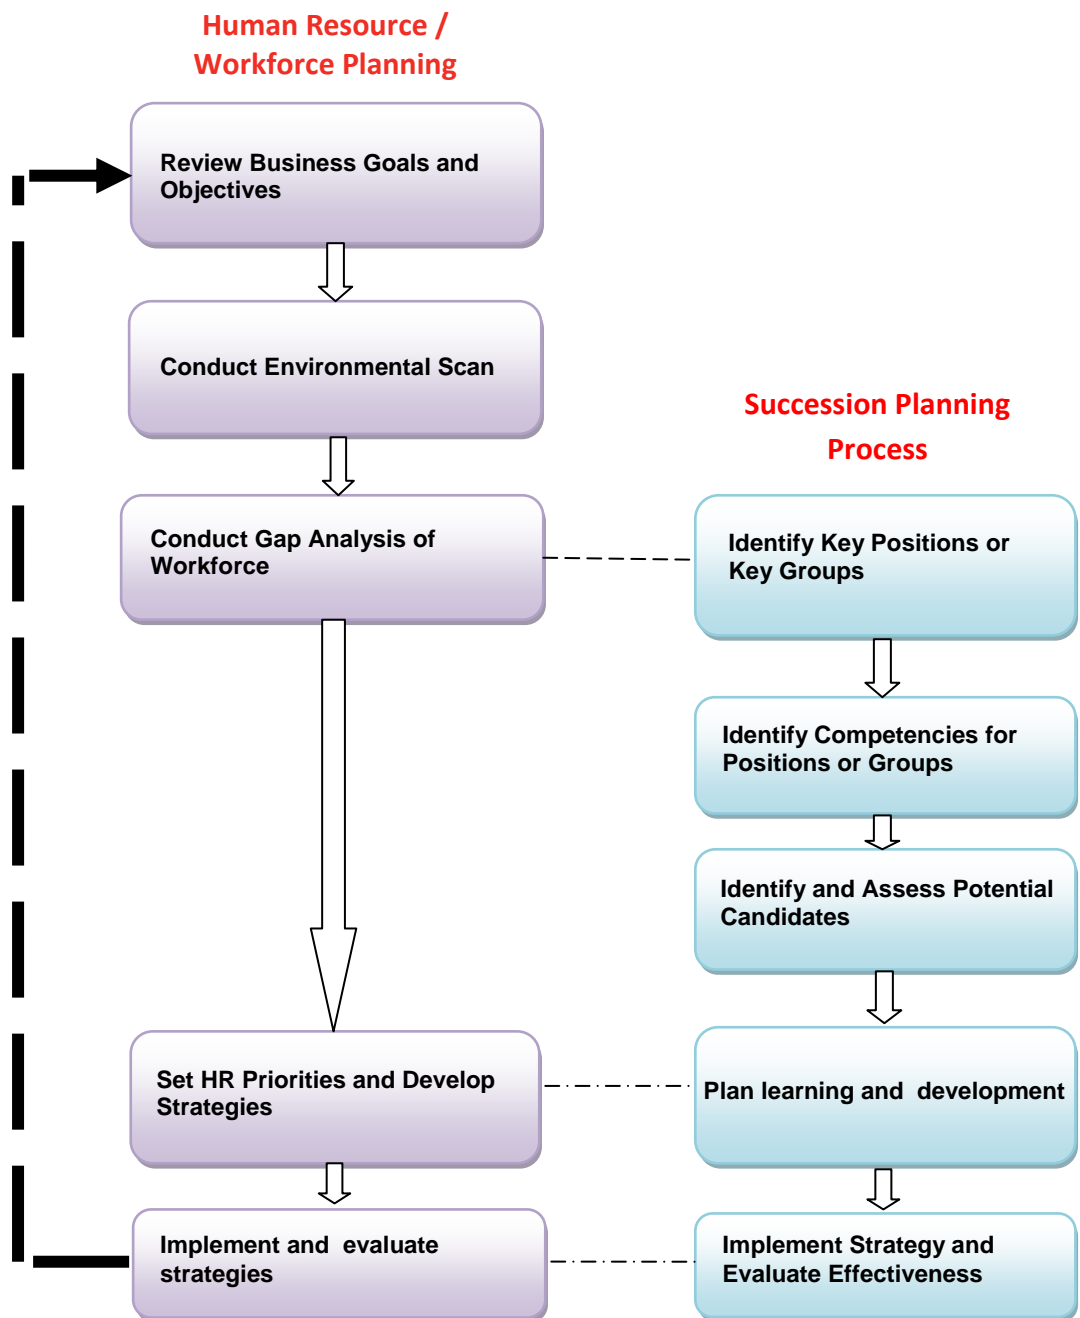 Human Resource /
Workforce Planning
Review Business Goals and
Objectives
Conduct Environmental Scan
Conduct Gap Analysis of
Workforce
Set HR Priorities and Develop
Strategies
Implement and evaluate
strategies
Succession Planning
Process
Identify Key Positions or
Key Groups
Identify Competencies for
Positions or Groups
Identify and Assess Potential
Candidates
Plan learning and development
Implement Strategy and
Evaluate Effectiveness